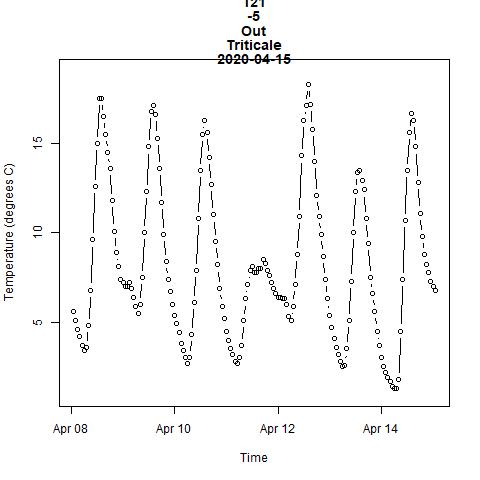 121
-5
Out
Triticale
2020-04-15
Temperature (degrees C)
15
10
5
Apr 08
Apr 10
Apr 12
Apr 14
Time